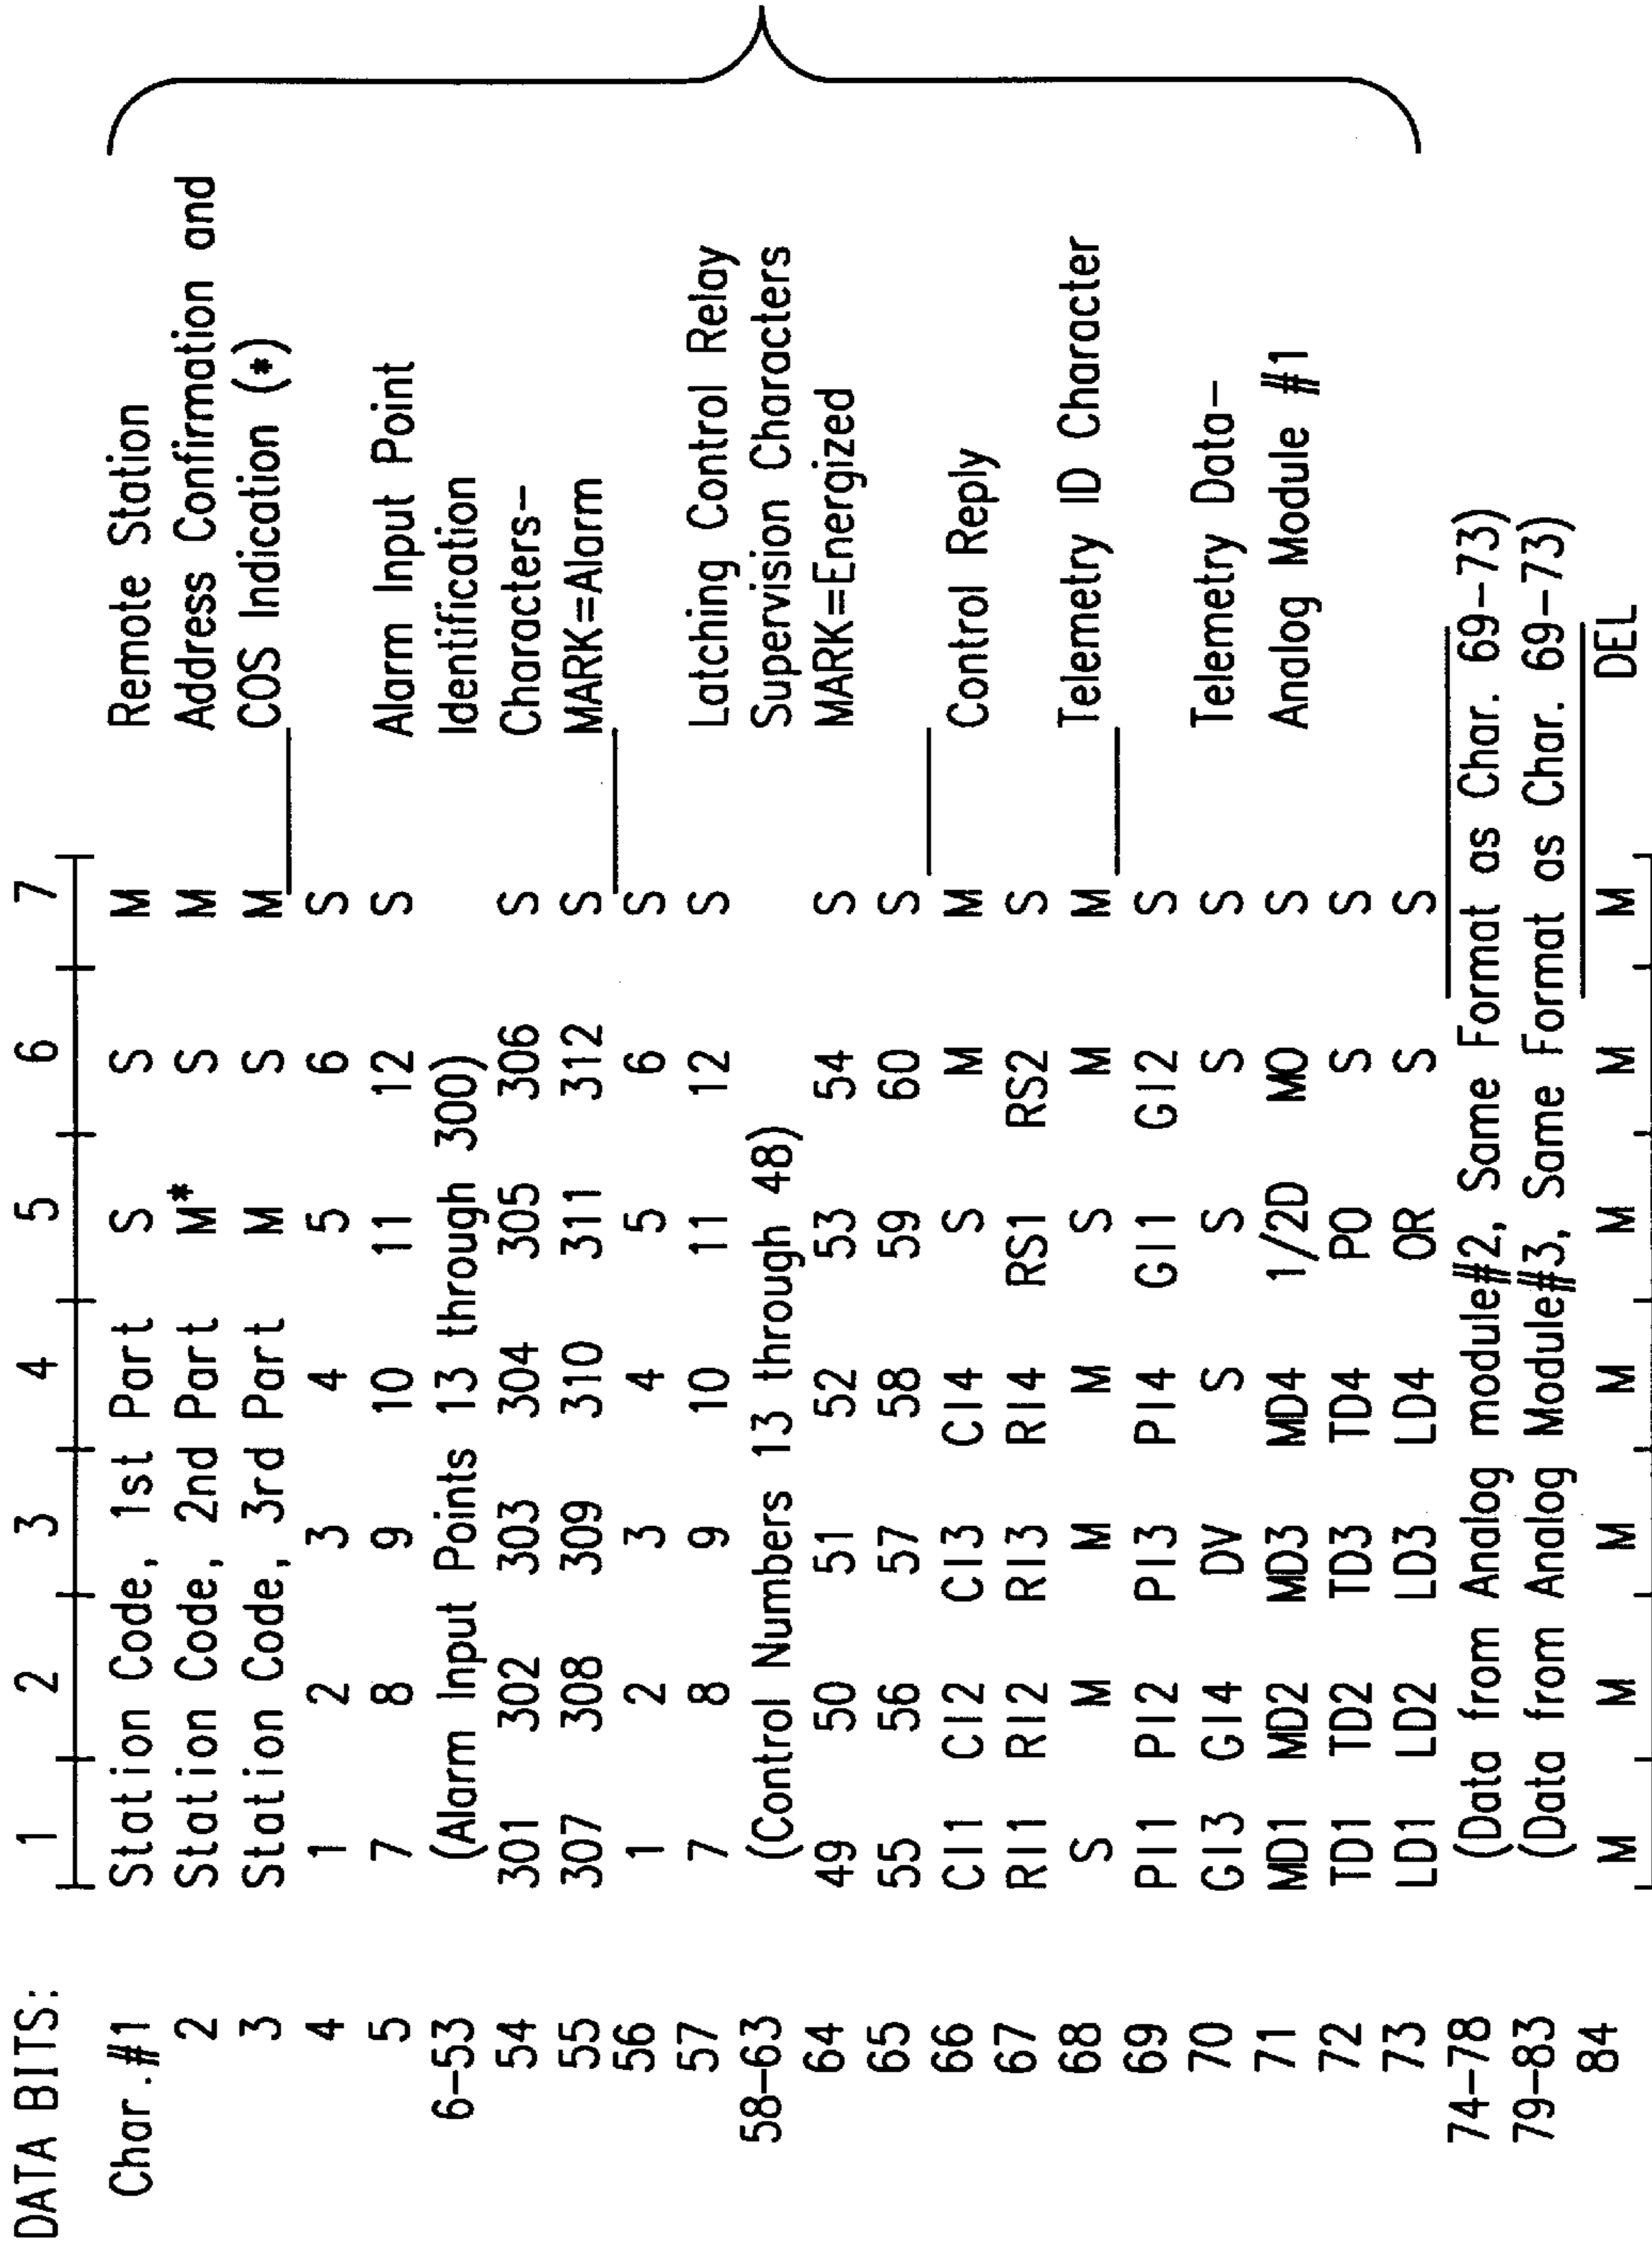 DATA BITS: 1 2 3 4 5 6 7
Char.#1 Station Code, 1st Part S S M Remote Station
2 Station Code, 2nd Part M* S M Address Confirmation and
3 Station Code, 3rd Part M S M COS Indication (*)
4 1 2 3 4 5 6 S
5 7 8 9 10 11 12 S Alarm Input Point
6-53 (Alarm Input Points 13 through 300) Identification
54 301 302 303 304 305 306 S Characters-
55 307 308 309 310 311 312 S MARK=Alarm
56 1 2 3 4 5 6 S
57 7 8 9 10 11 12 S Latching Control Relay
58-63 (Control Numbers 13 through 48) Supervision Characters
64 49 50 51 52 53 54 S MARK=Energized
65 55 56 57 58 59 60 S
66 CI1 CI2 CI3 CI4 S M M Control Reply
67 RI1 RI2 RI3 RI4 RS1 RS2 S
68 S M M M S M M Telemetry ID Character
69 PI1 PI2 PI3 PI4 GI1 GI2 S
70 GI3 GI4 DV S S S S Telemetry Data-
71 MD1 MD2 MD3 MD4 1/2D MO S Analog Module #1
72 TD1 TD2 TD3 TD4 PO S S
73 LD1 LD2 LD3 LD4 OR S S
74-78 (Data from Analog module#2, Same Format as Char. 69-73)
79-83 (Data from Analog Module#3, Same Format as Char. 69-73)
84 M M M M M M M DEL